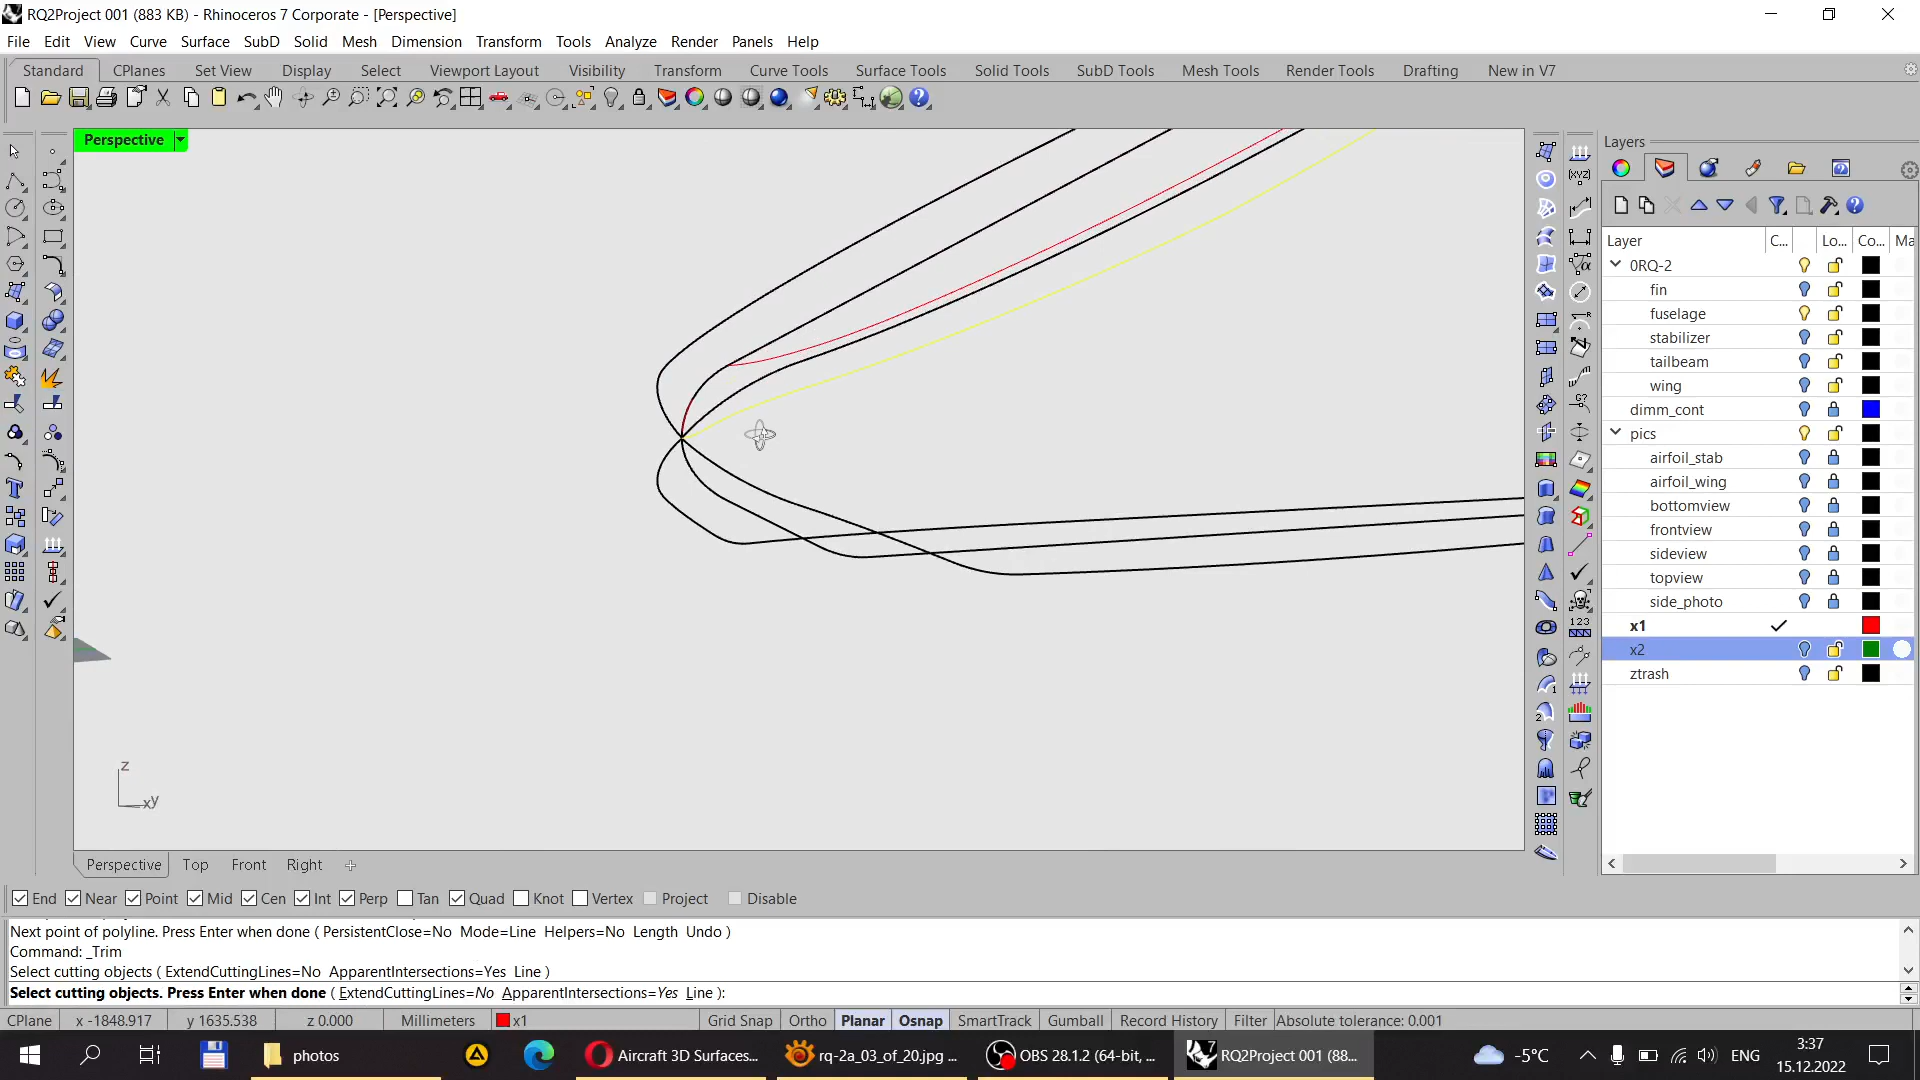 RQ2Project 001 (883 KB) - Rhinoceros 7 Corporate - [Perspective]
File Edit View Curve Surface SubD Solid Mesh Dimension Transform Tools Analyze Render Panels Help
Standard CPlanes Set View Display Select Viewport Layout Visibility Transform Curve Tools Surface Tools Solid Tools SubD Tools Mesh Tools Render Tools Drafting New in V7
Perspective
Layers
Layer C... Lo... Co... Ma
0RQ-2
fin
fuselage
stabilizer
tailbeam
wing
dimm_cont
pics
airfoil_stab
airfoil_wing
bottomview
frontview
sideview
topview
side_photo
x1
x2
ztrash
z
xy
Perspective Top Front Right
End Near Point Mid Cen Int Perp Tan Quad Knot Vertex Project Disable
Next point of polyline. Press Enter when done ( PersistentClose=No Mode=Line Helpers=No Length Undo )
Command: _Trim
Select cutting objects ( ExtendCuttingLines=No ApparentIntersections=Yes Line )
Select cutting objects. Press Enter when done ( ExtendCuttingLines=No ApparentIntersections=Yes Line ):
CPlane x -1848.917 y 1635.538 z 0.000 Millimeters x1 Grid Snap Ortho Planar Osnap SmartTrack Gumball Record History Filter Absolute tolerance: 0.001
photos Aircraft 3D Surfaces... rq-2a_03_of_20.jpg ... OBS 28.1.2 (64-bit, ... RQ2Project 001 (88... -5°C ENG 3:37
15.12.2022